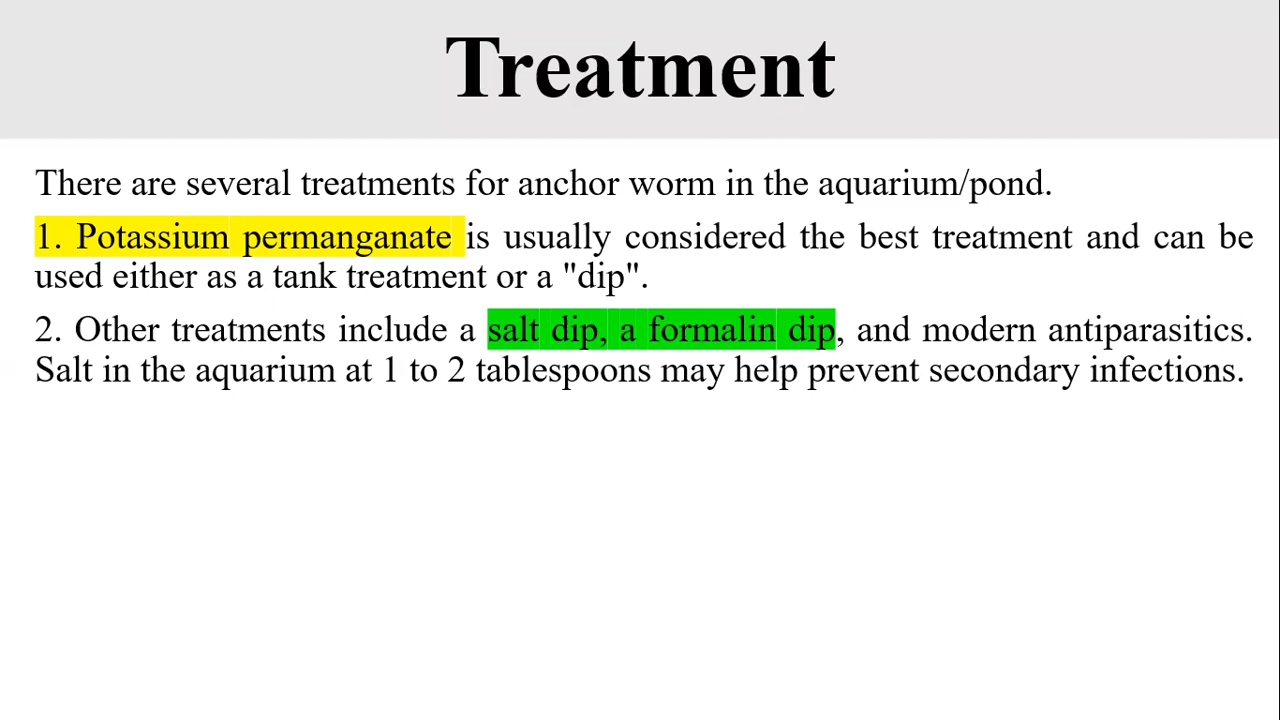 Treatment
There are several treatments for anchor worm in the aquarium/pond.
1. Potassium permanganate is usually considered the best treatment and can be
used either as a tank treatment or a "dip".
2. Other treatments include a salt dip, a formalin dip, and modern antiparasitics.
Salt in the aquarium at 1 to 2 tablespoons may help prevent secondary infections.